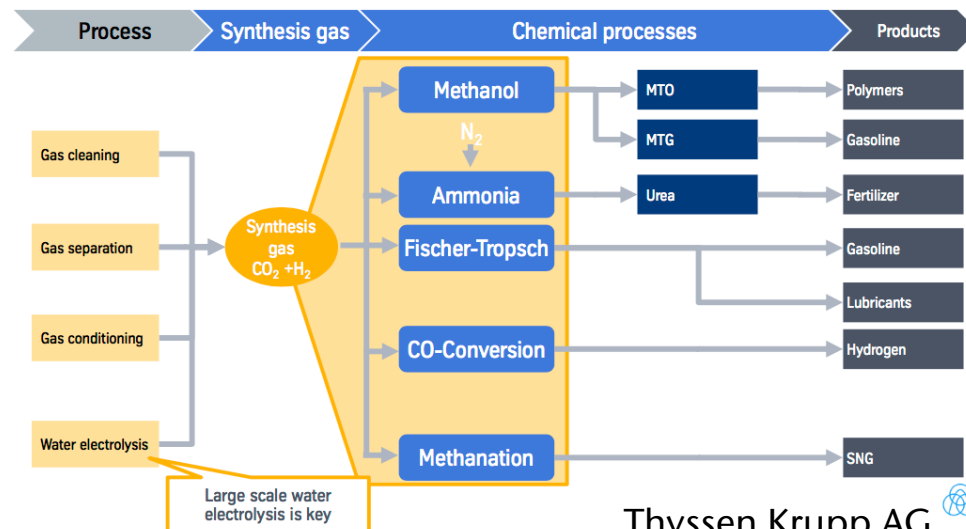 Process
Synthesis gas
Chemical processes
Products
Gas cleaning
Gas separation
Gas conditioning
Water electrolysis
Large scale water
electrolysis is key
Synthesis
gas
CO₂ +H₂
Methanol
N₂
Ammonia
Fischer-Tropsch
CO-Conversion
Methanation
MTO
MTG
Urea
Polymers
Gasoline
Fertilizer
Gasoline
Lubricants
Hydrogen
SNG
Thyssen Krupp AG